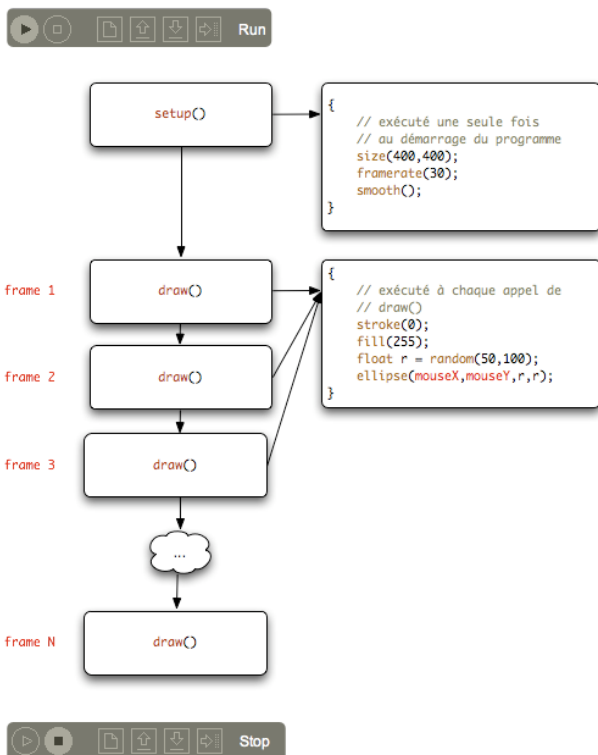 Run
setup()
{
// exécuté une seule fois
// au démarrage du programme
size(400,400);
framerate(30);
smooth();
}
frame 1
draw()
{
// exécuté à chaque appel de
// draw()
stroke(0);
fill(255);
float r = random(50,100);
ellipse(mouseX,mouseY,r,r);
}
frame 2
draw()
frame 3
draw()
...
frame N
draw()
Stop